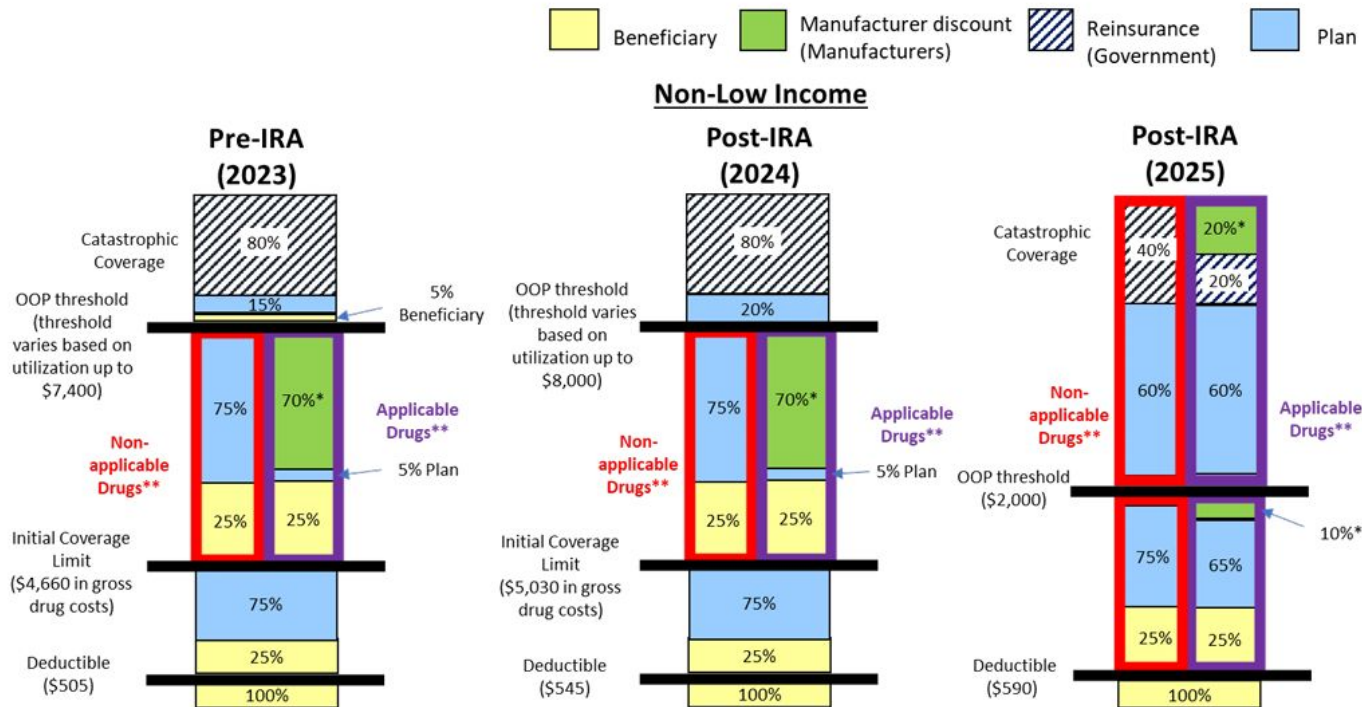 Beneficiary
Manufacturer discount
(Manufacturers)
Reinsurance
(Government)
Plan
Non-Low Income
Pre-IRA
(2023)
80%
Catastrophic
Coverage
15%
5%
Beneficiary
OOP threshold
(threshold
varies based on
utilization up to
$7,400)
75%
70%*
Applicable
Drugs**
Non-
applicable
Drugs**
5% Plan
25%
25%
Initial Coverage
Limit
($4,660 in gross
drug costs)
75%
25%
Deductible
($505)
100%
Post-IRA
(2024)
80%
20%
OOP threshold
(threshold varies
based on
utilization up to
$8,000)
75%
70%*
Applicable
Drugs**
Non-
applicable
Drugs**
5% Plan
25%
25%
Initial Coverage
Limit
($5,030 in gross
drug costs)
75%
25%
Deductible
($545)
100%
Post-IRA
(2025)
Catastrophic
Coverage
40%
20%*
20%
Non-
applicable
Drugs**
60%
60%
Applicable
Drugs**
OOP threshold
($2,000)
10%*
75%
65%
25%
25%
Deductible
($590)
100%